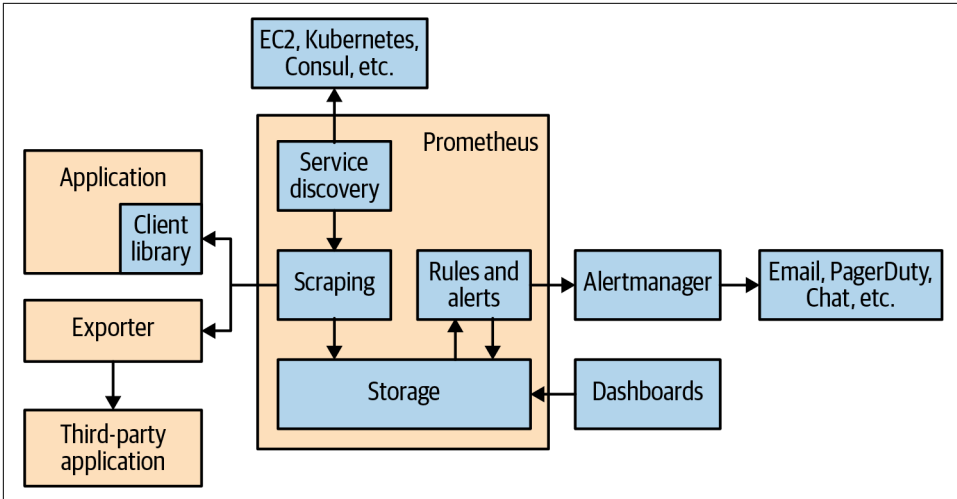 EC2, Kubernetes,
Consul, etc.
Prometheus
Service
discovery
Application
Client
library
Scraping
Rules and
alerts
Alertmanager
Email, PagerDuty,
Chat, etc.
Exporter
Storage
Dashboards
Third-party
application